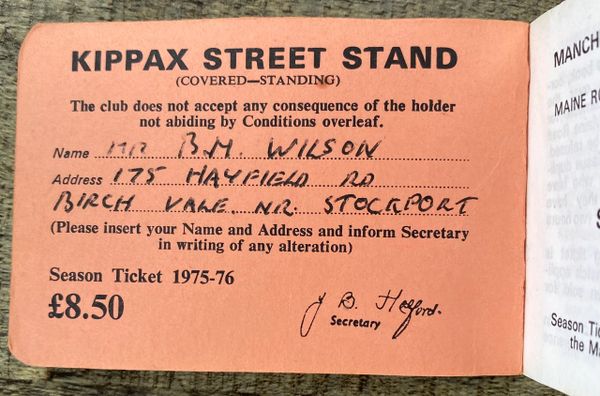 KIPPAX STREET STAND
(COVERED—STANDING)
The club does not accept any consequence of the holder
not abiding by Conditions overleaf.
Name MR B.M. WILSON
Address 175 HAYFIELD RD
BIRCH VALE. NR. STOCKPORT
(Please insert your Name and Address and inform Secretary
in writing of any alteration)
Season Ticket 1975-76
£8.50
J B. Halford.
Secretary
MANCH
MAINE RO
S
Season Tic
the Ma